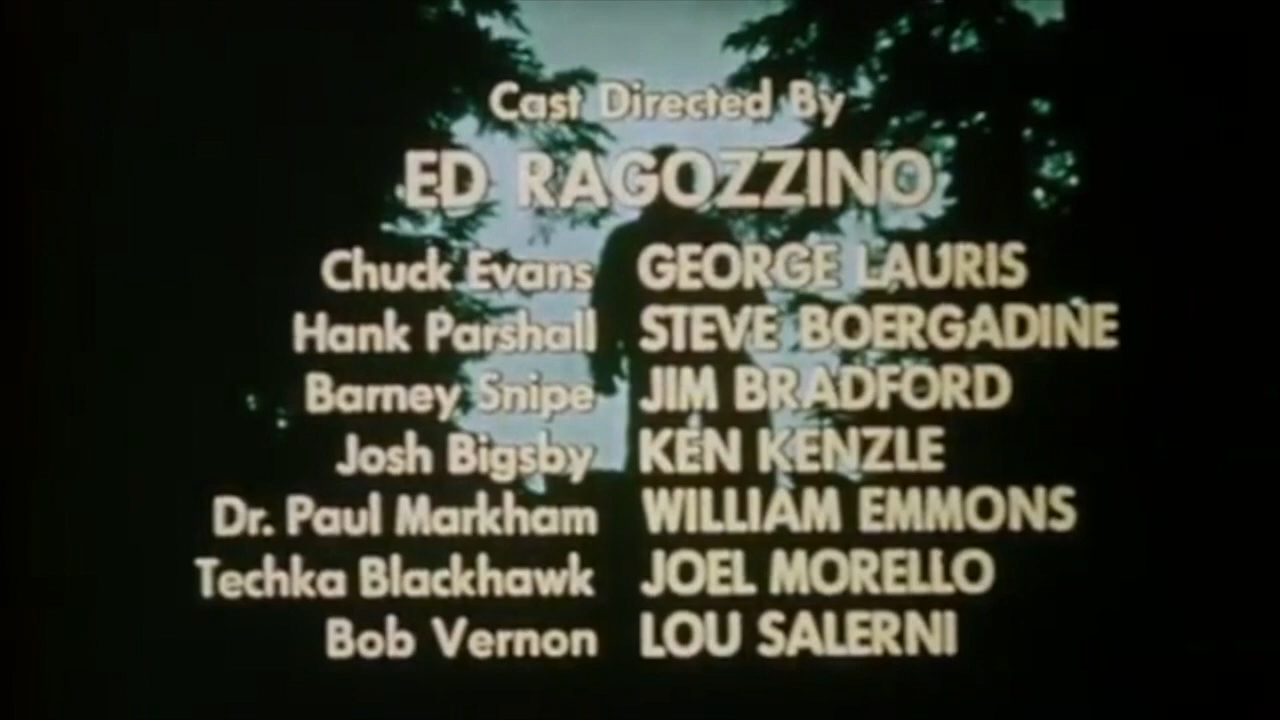 Cast Directed By
ED RAGOZZINO
Chuck Evans GEORGE LAURIS
Hank Parshall STEVE BOERGADINE
Barney Snipe JIM BRADFORD
Josh Bigsby KEN KENZLE
Dr. Paul Markham WILLIAM EMMONS
Techka Blackhawk JOEL MORELLO
Bob Vernon LOU SALERNI